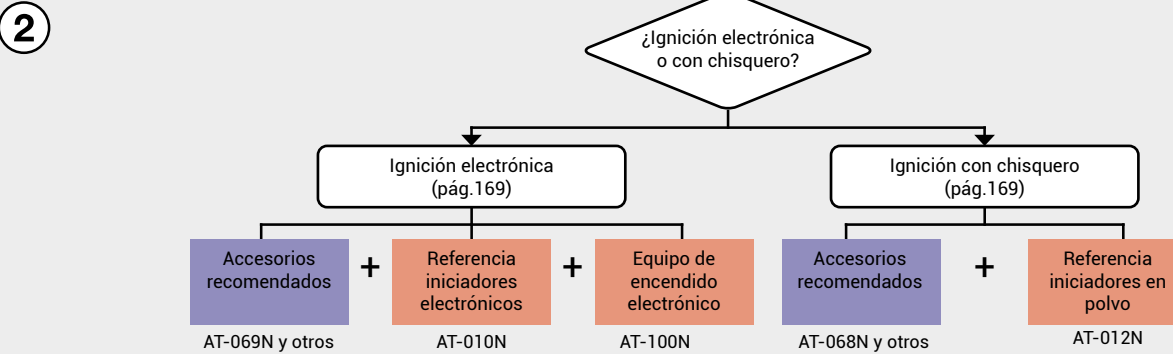 2
¿Ignición electrónica
o con chisquero?
Ignición electrónica
(pág.169)
Ignición con chisquero
(pág.169)
Accesorios
recomendados
+
Referencia
iniciadores
electrónicos
+
Equipo de
encendido
electrónico
Accesorios
recomendados
+
Referencia
iniciadores en
polvo
AT-069N y otros
AT-010N
AT-100N
AT-068N y otros
AT-012N